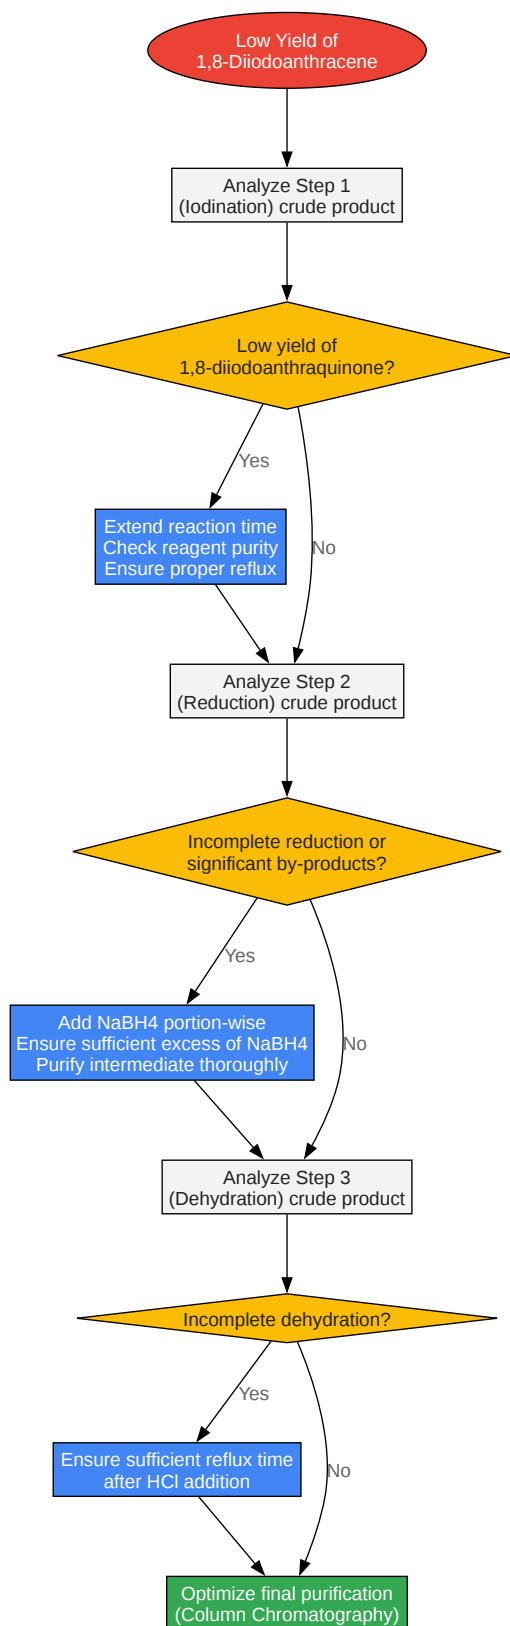 Low Yield of
1,8-Diiodoanthracene
Analyze Step 1
(Iodination) crude product
Low yield of
1,8-diiodoanthraquinone?
Yes
Extend reaction time
Check reagent purity
Ensure proper reflux
No
Analyze Step 2
(Reduction) crude product
Incomplete reduction or
significant by-products?
Yes
Add NaBH4 portion-wise
Ensure sufficient excess of NaBH4
Purify intermediate thoroughly
No
Analyze Step 3
(Dehydration) crude product
Incomplete dehydration?
Yes
Ensure sufficient reflux time
after HCl addition
No
Optimize final purification
(Column Chromatography)